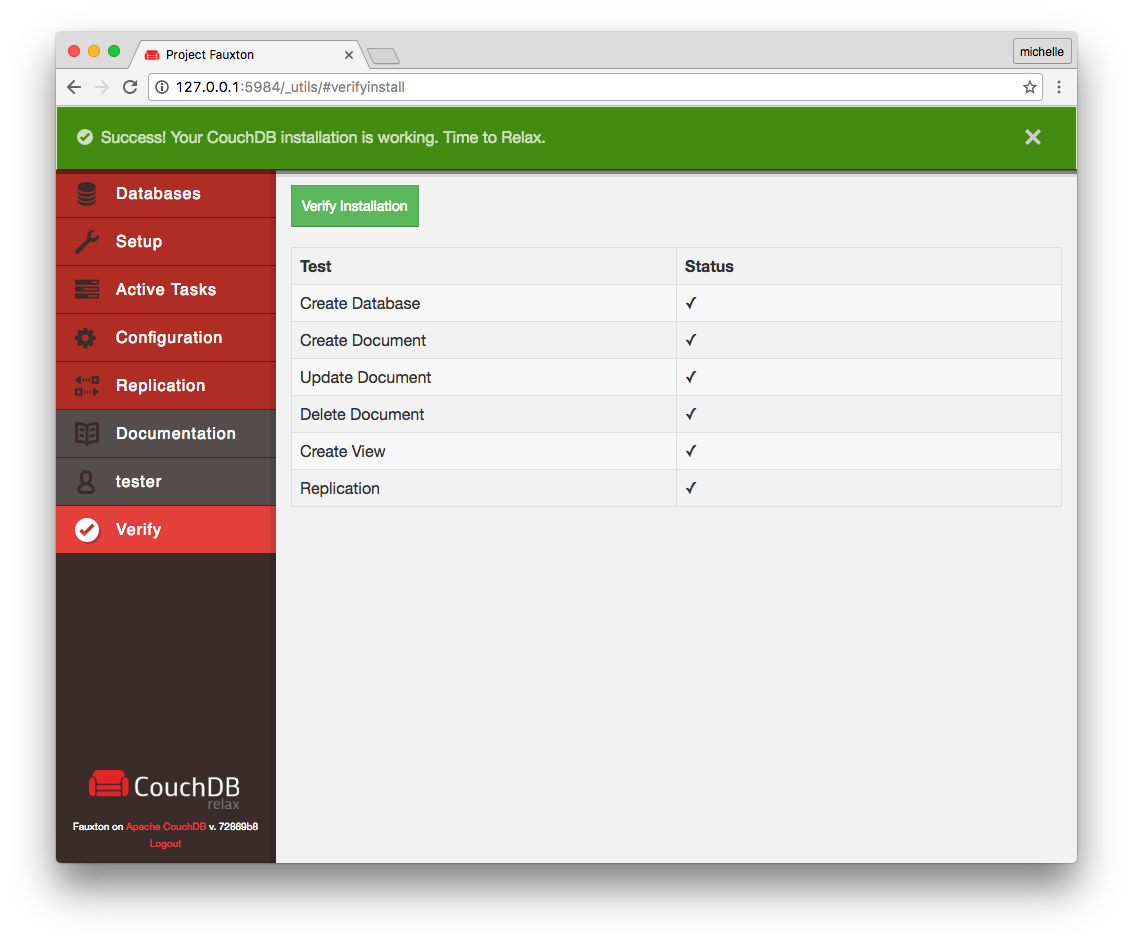 Project Fauxton
michelle
127.0.0.1:5984/_utils/#verifyinstall
Success! Your CouchDB installation is working. Time to Relax.
Databases
Setup
Active Tasks
Configuration
Replication
Documentation
tester
Verify
Verify Installation
Test Status
Create Database ✓
Create Document ✓
Update Document ✓
Delete Document ✓
Create View ✓
Replication ✓
CouchDB
relax
Fauxton on Apache CouchDB v. 72869b8
Logout